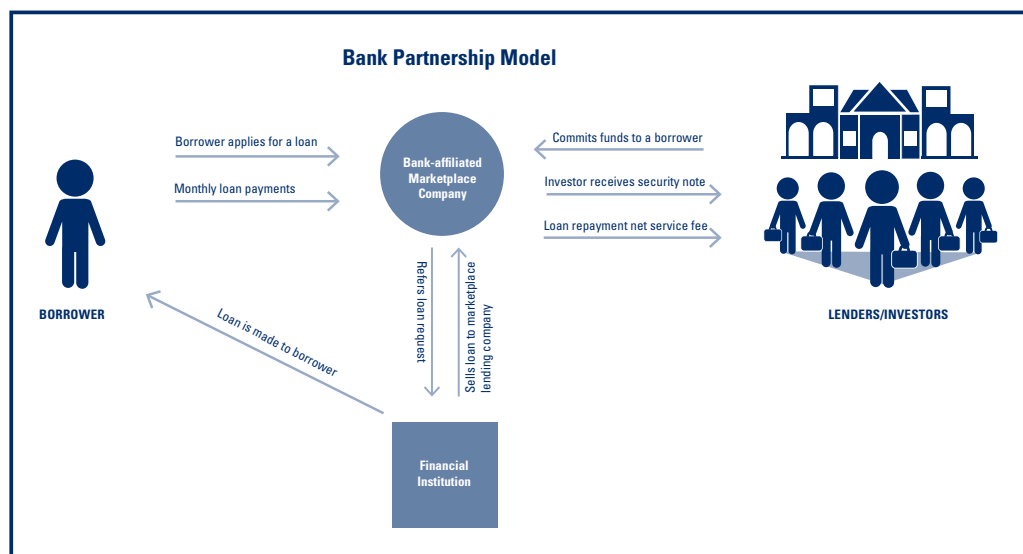 Bank Partnership Model
Borrower applies for a loan
Monthly loan payments
Bank-affiliated
Marketplace
Company
Commits funds to a borrower
Investor receives security note
Loan repayment net service fee
BORROWER
LENDERS/INVESTORS
Loan is made to borrower
Refers loan request
Sells loan to marketplace
lending company
Financial
Institution